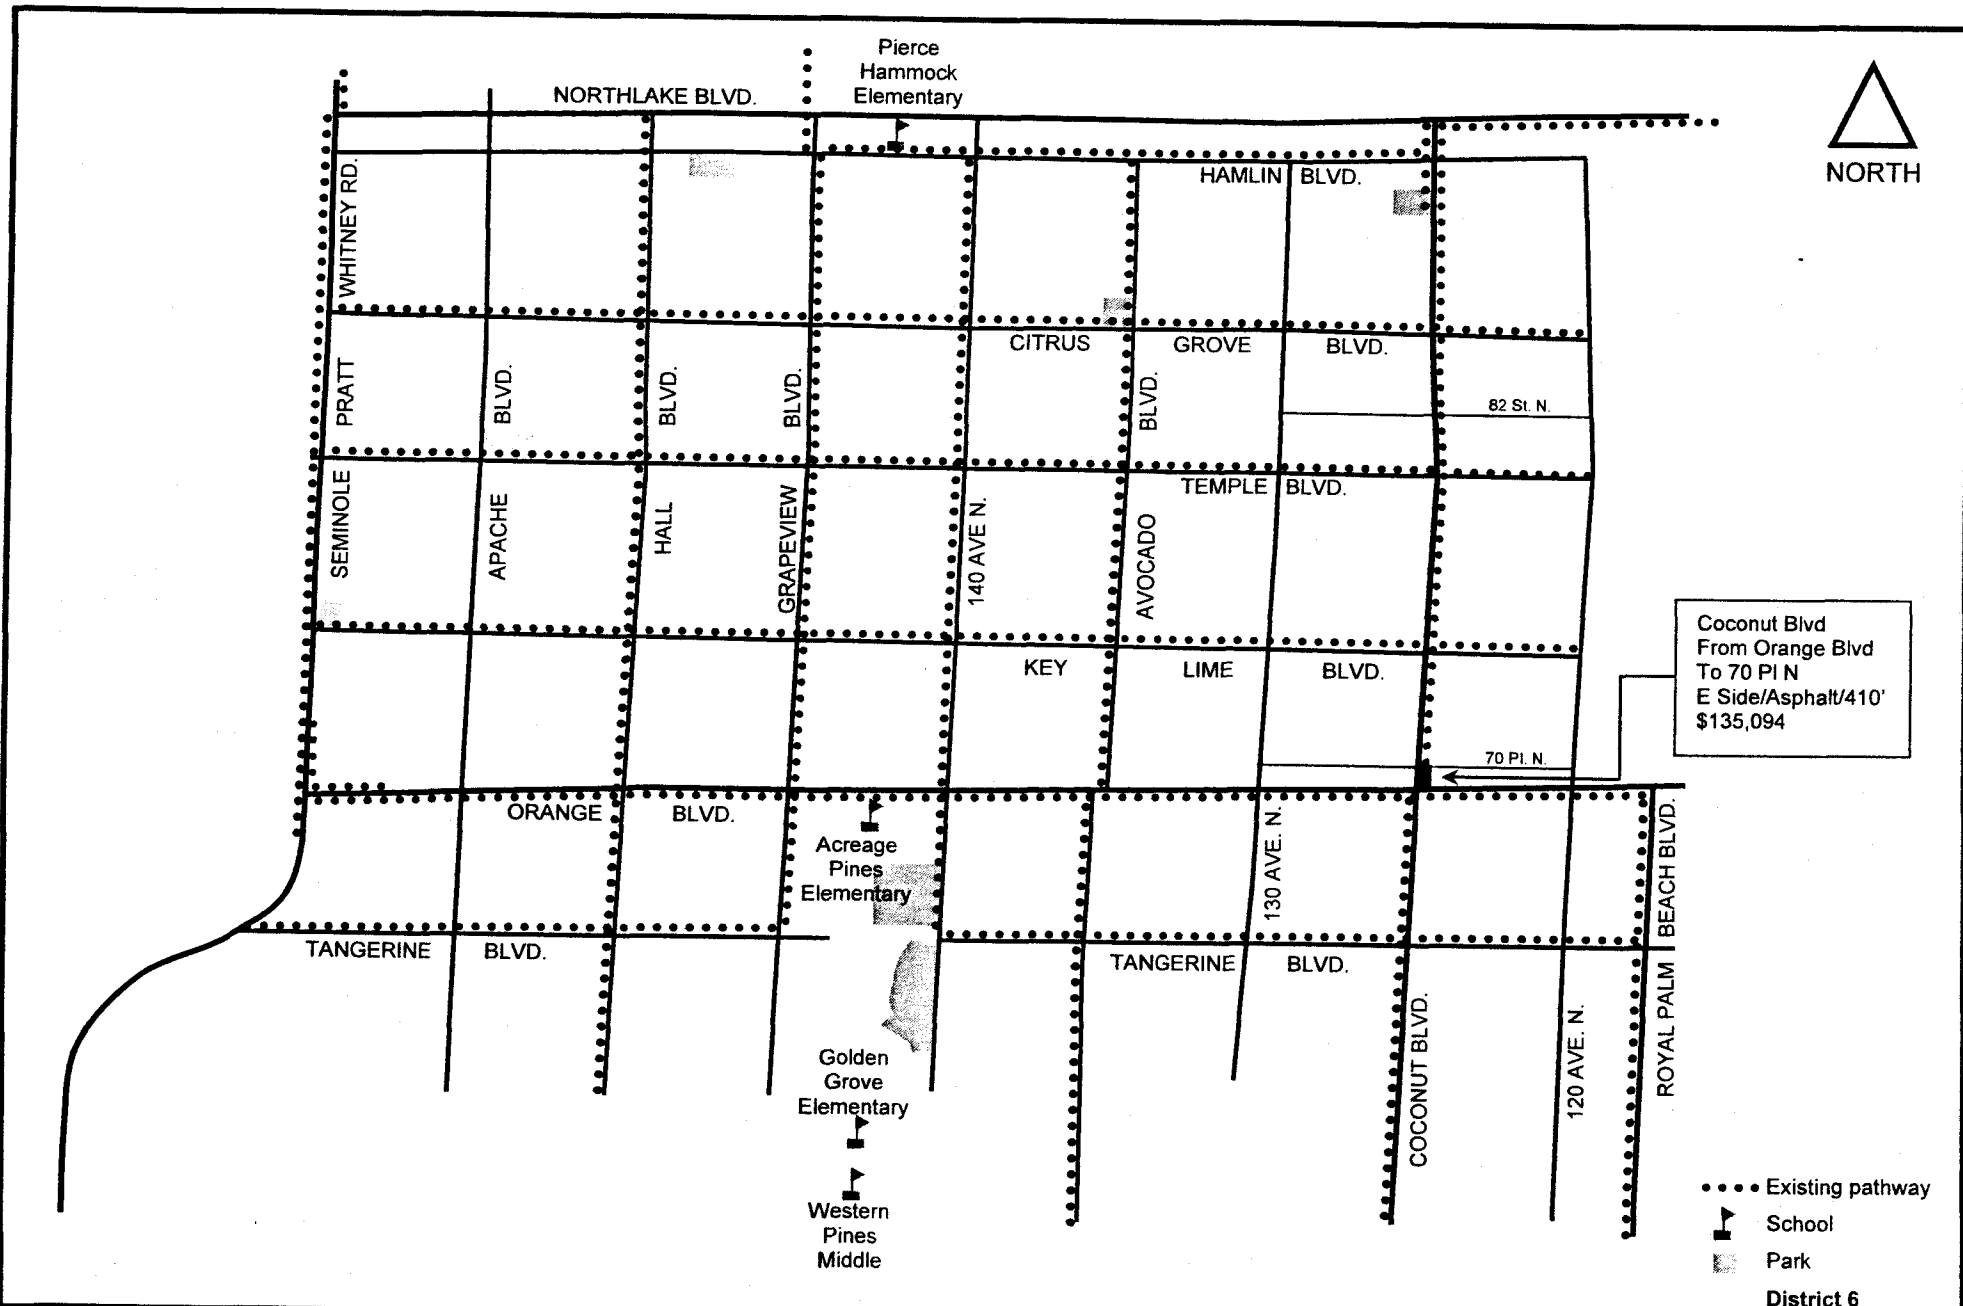 Pierce
Hammock
Elementary
NORTHLAKE BLVD.
NORTH
HAMLIN BLVD.
WHITNEY RD.
CITRUS GROVE BLVD.
PRATT
BLVD.
BLVD.
BLVD.
BLVD.
82 St. N.
TEMPLE BLVD.
SEMINOLE
APACHE
HALL
GRAPEVIEW
140 AVE N.
AVOCADO
Coconut Blvd
From Orange Blvd
To 70 Pl N
E Side/Asphalt/410'
$135,094
KEY LIME BLVD.
70 Pl. N.
ORANGE BLVD.
Acreage
Pines
Elementary
130 AVE. N.
ROYAL PALM BEACH BLVD.
TANGERINE BLVD.
TANGERINE BLVD.
COCONUT BLVD.
120 AVE. N.
Golden
Grove
Elementary
Western
Pines
Middle
Existing pathway
School
Park
District 6